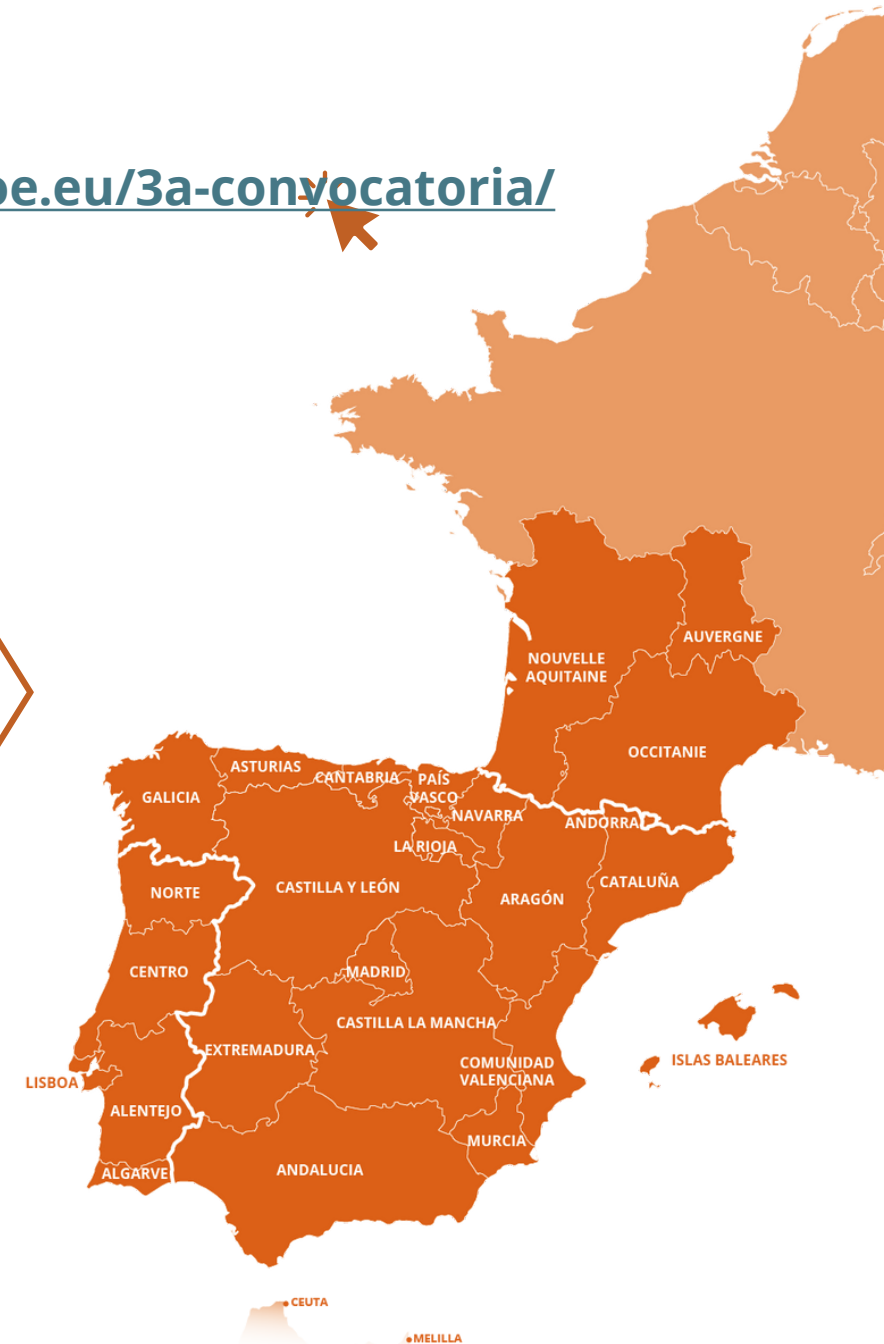 oe.eu/3a-convocatoria/
AUVERGNE
NOUVELLE
AQUITAINE
OCCITANIE
ASTURIAS
CANTABRIA
PAÍS
VASCO
GALICIA
NAVARRA
ANDORRA
LA RIOJA
CATALUÑA
CASTILLA Y LEÓN
NORTE
ARAGÓN
CENTRO
MADRID
CASTILLA LA MANCHA
EXTREMADURA
COMUNIDAD
VALENCIANA
ISLAS BALEARES
LISBOA
ALENTEJO
MURCIA
ALGARVE
ANDALUCIA
CEUTA
MELILLA